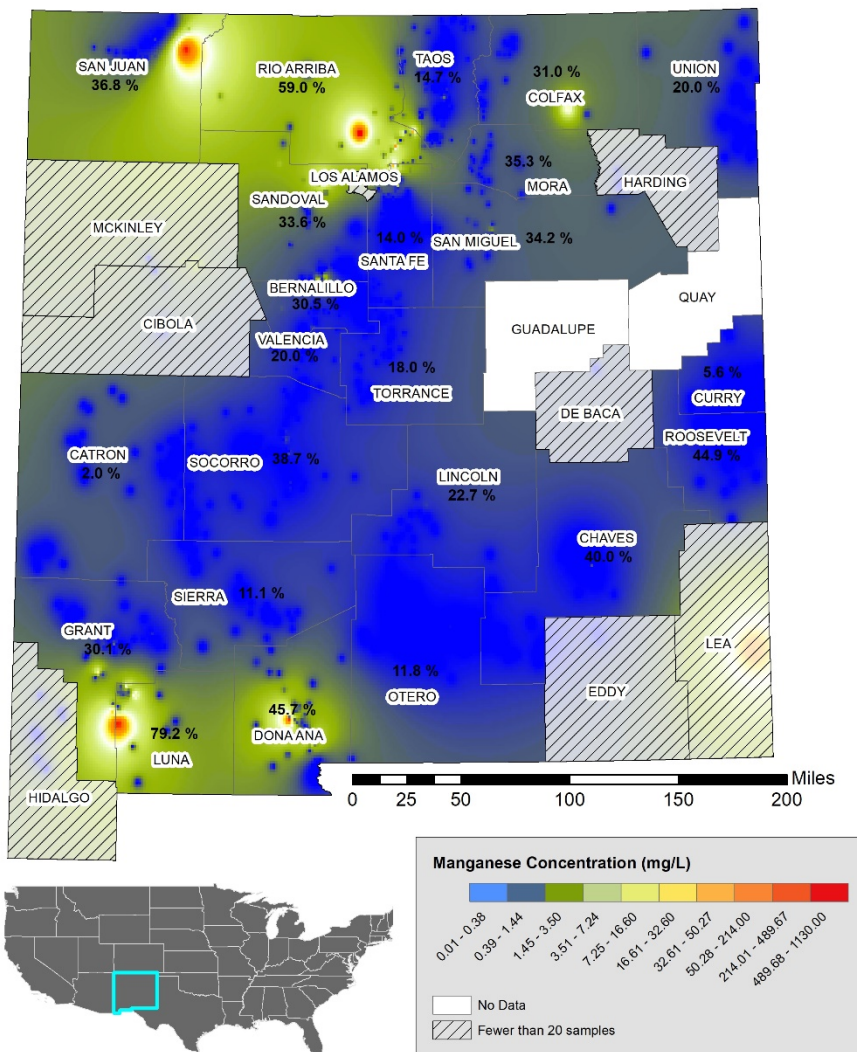 TAOS
14.7 %
SAN JUAN
36.8 %
RIO ARRIBA
59.0 %
31.0 %
COLFAX
UNION
20.0 %
35.3 %
MORA
HARDING
LOS ALAMOS
SANDOVAL
33.6 %
MCKINLEY
14.0 %
SANTA FE
SAN MIGUEL
34.2 %
BERNALILLO
30.5 %
QUAY
CIBOLA
GUADALUPE
VALENCIA
20.0 %
18.0 %
TORRANCE
5.6 %
CURRY
DE BACA
ROOSEVELT
44.9 %
CATRON
2.0 %
SOCORRO
38.7 %
LINCOLN
22.7 %
CHAVES
40.0 %
SIERRA
11.1 %
GRANT
30.1 %
LEA
11.8 %
OTERO
EDDY
45.7 %
DONA ANA
79.2 %
LUNA
HIDALGO
Miles
0 25 50 100 150 200
Manganese Concentration (mg/L)
0.01 - 0.38
0.39 - 1.44
1.45 - 3.50
3.51 - 7.24
7.25 - 16.60
16.61 - 32.60
32.61 - 50.27
50.28 - 214.00
214.01 - 489.67
489.68 - 1130.00
No Data
Fewer than 20 samples